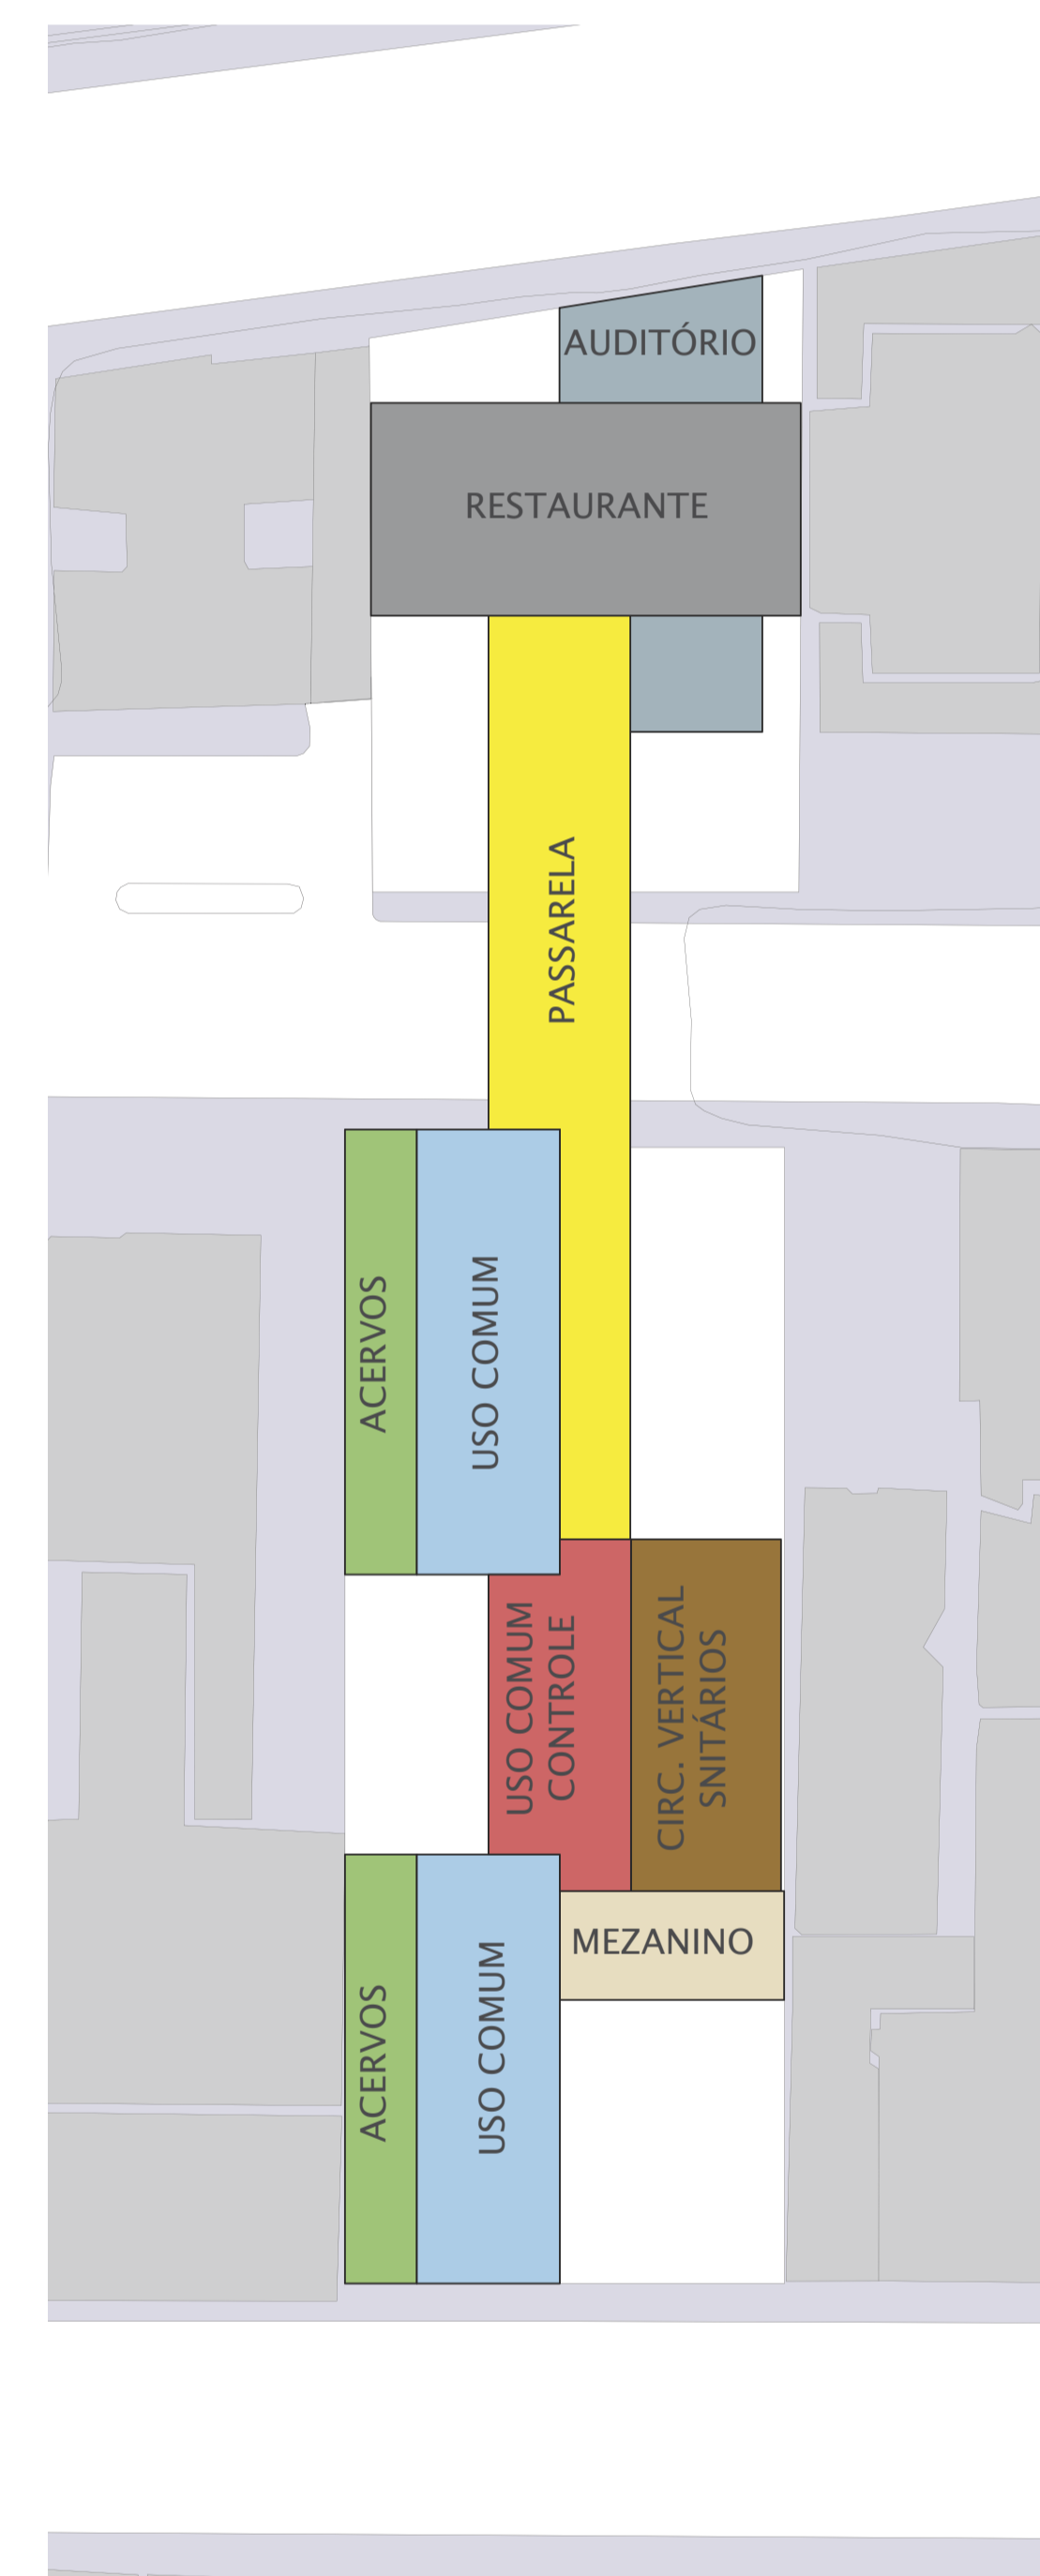 AUDITÓRIO
RESTAURANTE
PASSARELA
ACERVOS
USO COMUM
USO COMUM
CONTROLE
CIRC. VERTICAL
SNITÁRIOS
MEZANINO
ACERVOS
USO COMUM